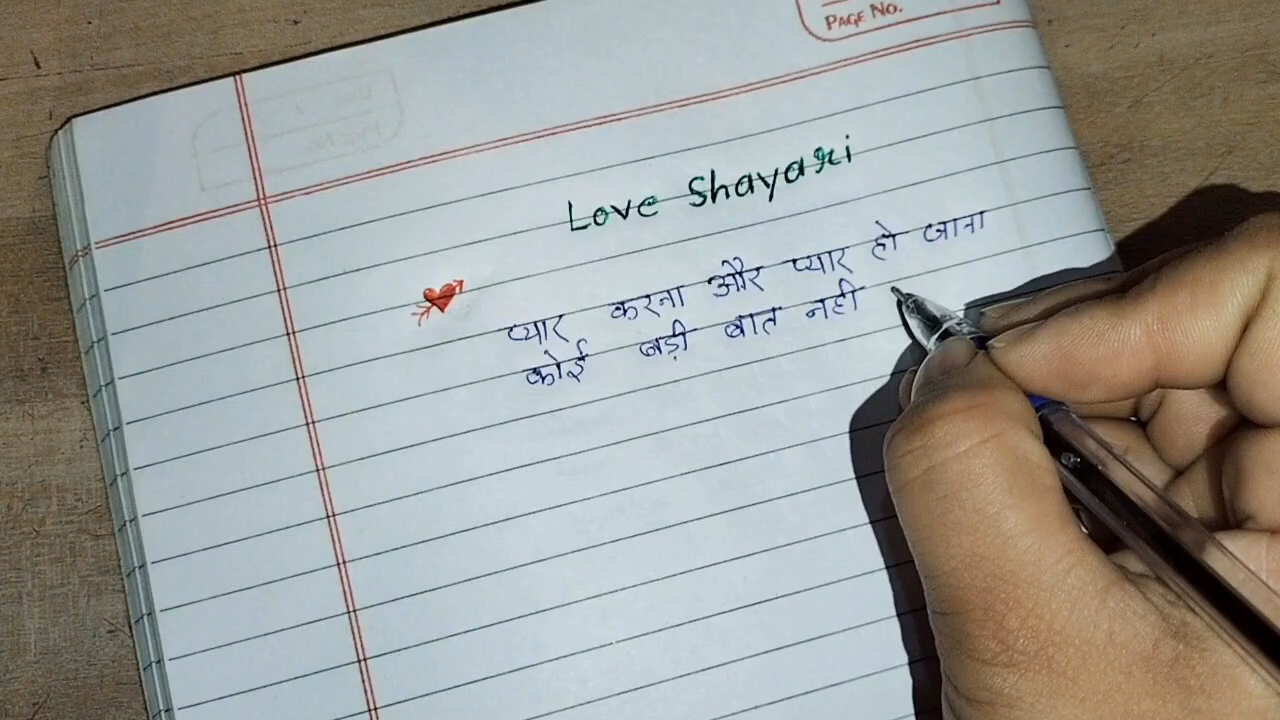 PAGE NO.
Love Shayari
प्यार करना और प्यार हो जाना
कोई बड़ी बात नही